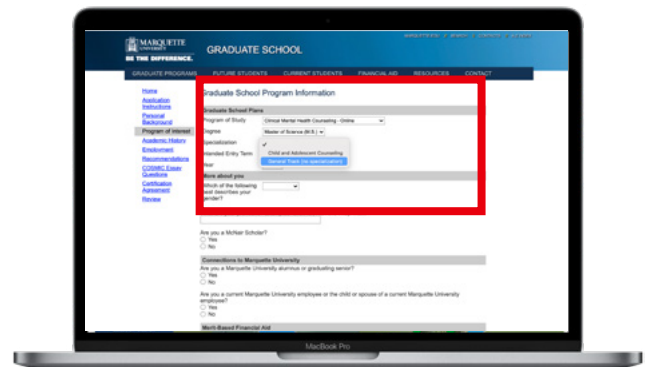 MARQUETTE
UNIVERSITY
BE THE DIFFERENCE.
GRADUATE SCHOOL
GRADUATE PROGRAMS FUTURE STUDENTS CURRENT STUDENTS FINANCIAL AID RESOURCES CONTACT
Home
Application
Instructions
Personal
Background
Program of Interest
Academic History
Employment
Recommendations
COSMIC Essay
Questions
Certification
Agreement
Review
Graduate School Program Information
Graduate School Plans
Program of Study Clinical Mental Health Counseling - Online
Degree Master of Science (M.S.)
Specialization
Child and Adolescent Counseling
Intended Entry Term
General Track (no specialization)
Year
More about you
Which of the following
best describes your
gender?
Are you a McNair Scholar?
Yes
No
Connections to Marquette University
Are you a Marquette University alumnus or graduating senior?
Yes
No
Are you a current Marquette University employee or the child or spouse of a current Marquette University
employee?
Yes
No
Merit-Based Financial Aid
MacBook Pro